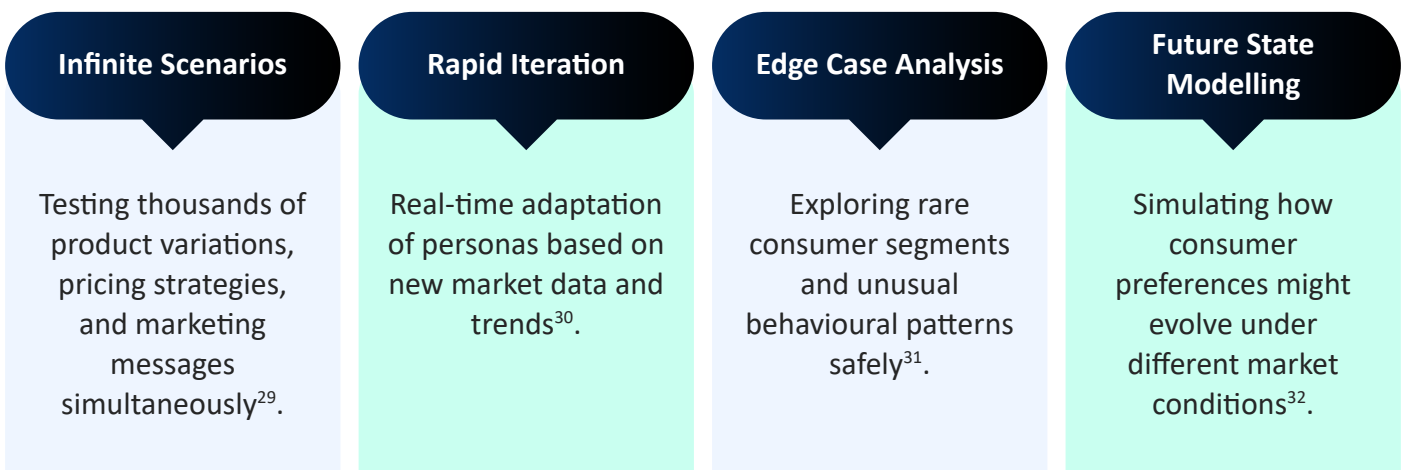 Infinite Scenarios
Testing thousands of
product variations,
pricing strategies,
and marketing
messages
simultaneously²⁹.
Rapid Iteration
Real-time adaptation
of personas based on
new market data and
trends³⁰.
Edge Case Analysis
Exploring rare
consumer segments
and unusual
behavioural patterns
safely³¹.
Future State
Modelling
Simulating how
consumer
preferences might
evolve under
different market
conditions³².